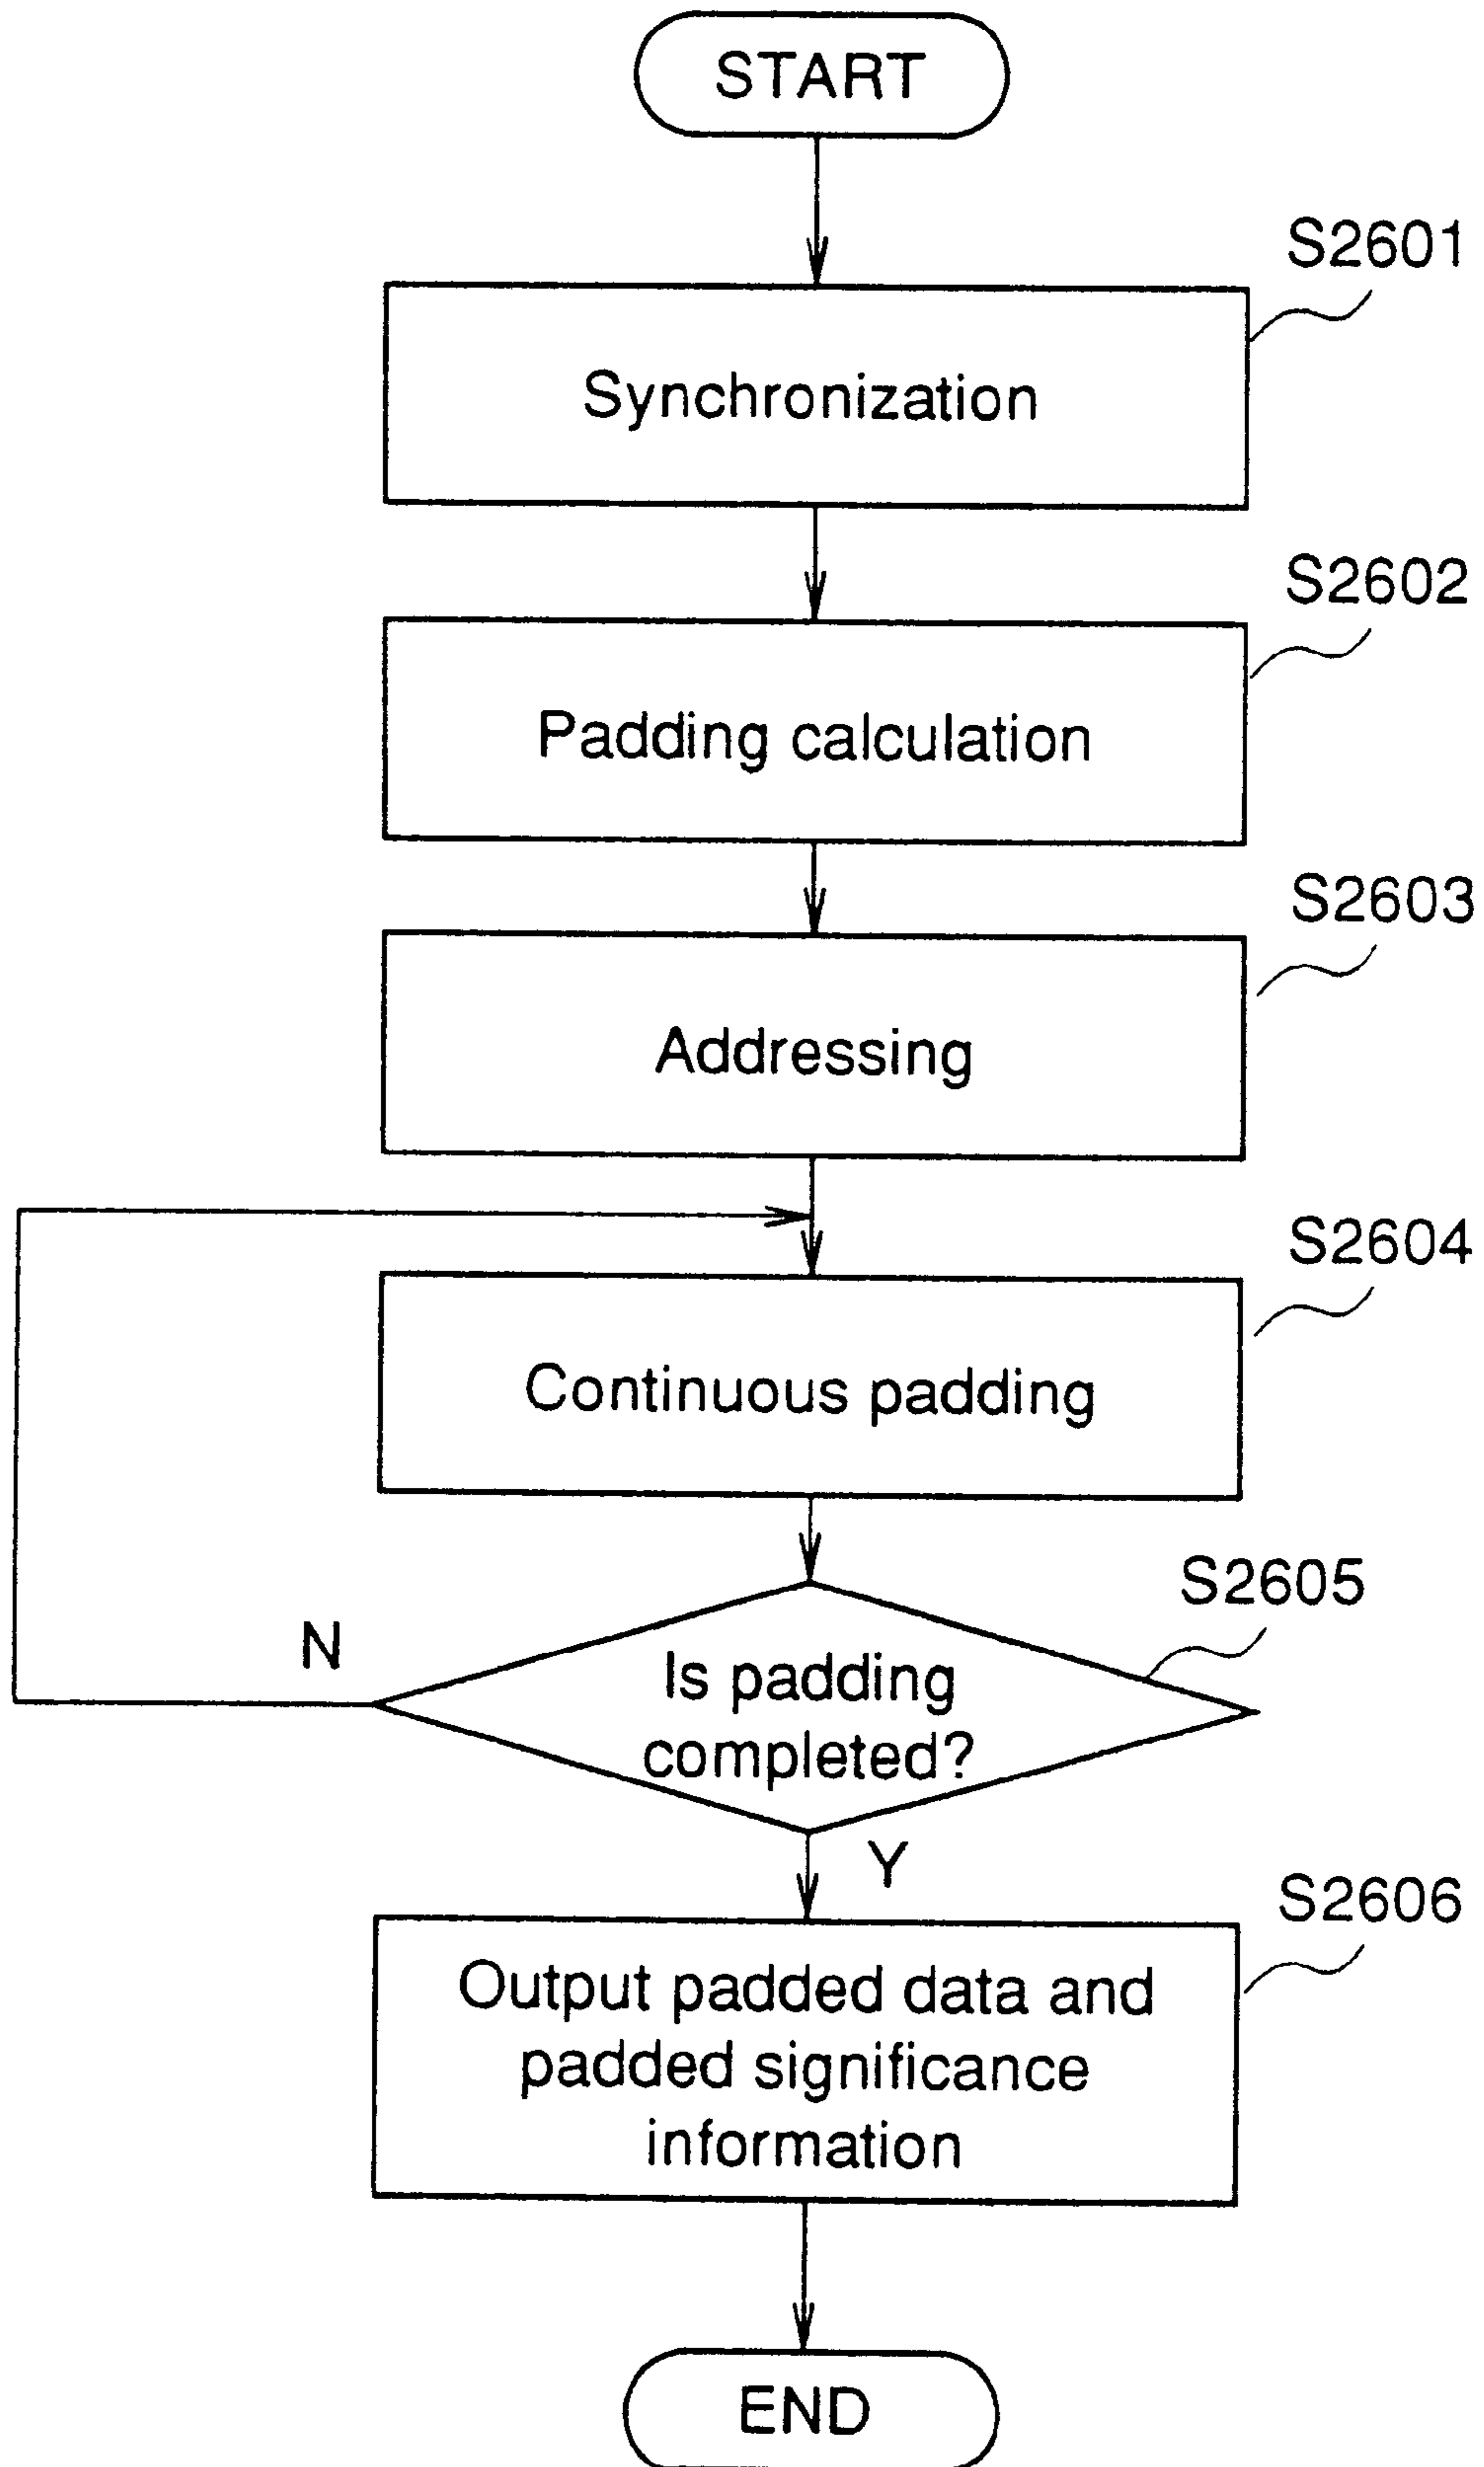 START
S2601
Synchronization
S2602
Padding calculation
S2603
Addressing
S2604
Continuous padding
S2605
N
Is padding
completed?
Y
S2606
Output padded data and
padded significance
information
END